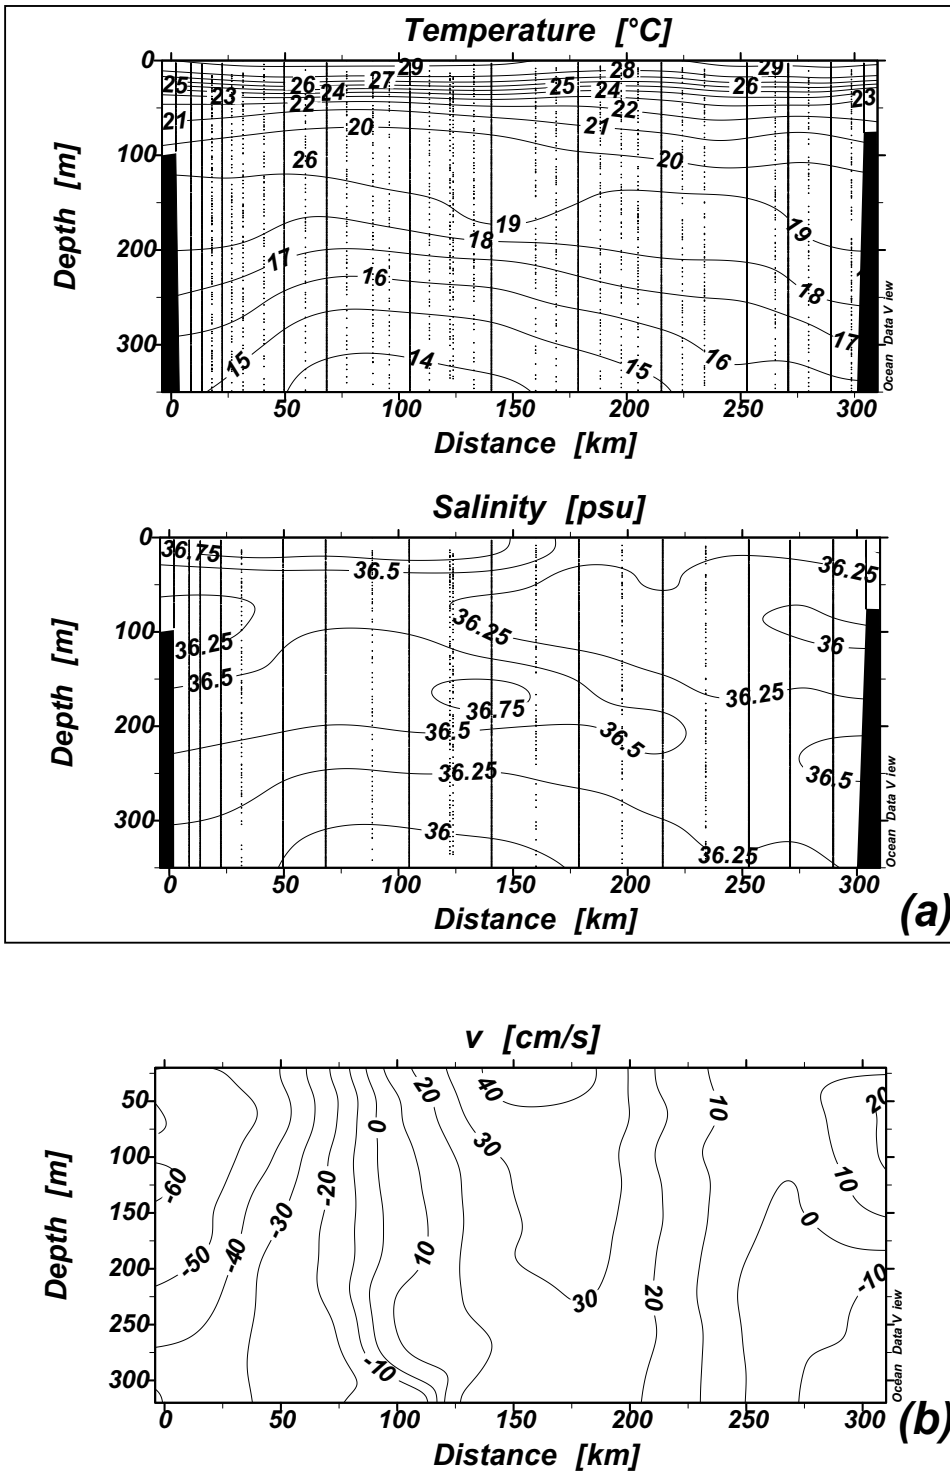 Temperature [°C]
0
100
200
300
Depth [m]
29 28 29
25 26 27 25 26
23 24 24 23
22 22
21 20 21
26 20
19 19
18
17 16 18
17
15 14 15 16
0 50 100 150 200 250 300
Distance [km]
Ocean Data View
Salinity [psu]
0
100
200
300
Depth [m]
36.75 36.5 36.25
36.25 36.25 36
36.5 36.75 36.25
36.5 36.5 36.5
36.25
36 36.25
0 50 100 150 200 250 300
Distance [km]
Ocean Data View
(a)
v [cm/s]
50
100
150
200
250
300
Depth [m]
20 40 10 20
0 30
-60 -20 10
-30 0
-50 -40 10 -10
30 20
-10
0 50 100 150 200 250 300
Distance [km]
Ocean Data View
(b)